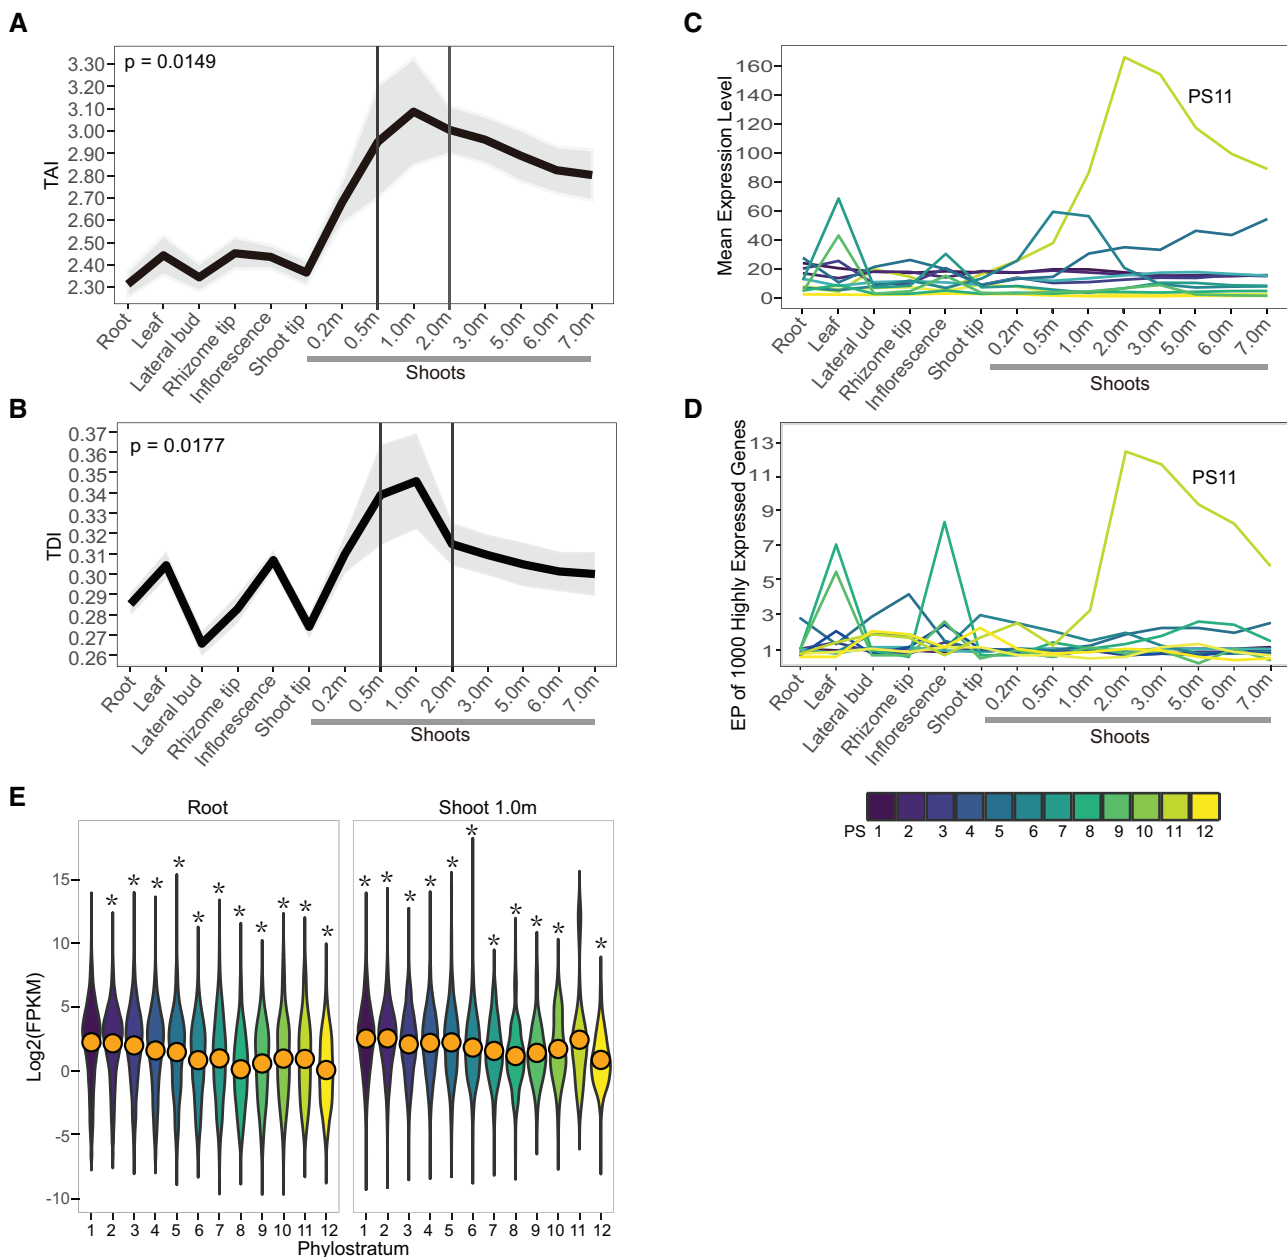 A
p = 0.0149
TAI
3.30
3.20
3.10
3.00
2.90
2.80
2.70
2.60
2.50
2.40
2.30
Root
Leaf
Lateral bud
Rhizome tip
Inflorescence
Shoot tip
0.2m
0.5m
1.0m
2.0m
3.0m
5.0m
6.0m
7.0m
Shoots
B
p = 0.0177
TDI
0.37
0.36
0.35
0.34
0.33
0.32
0.31
0.30
0.29
0.28
0.27
0.26
Root
Leaf
Lateral bud
Rhizome tip
Inflorescence
Shoot tip
0.2m
0.5m
1.0m
2.0m
3.0m
5.0m
6.0m
7.0m
Shoots
C
Mean Expression Level
160
140
120
100
80
60
40
20
0
PS11
Root
Leaf
Lateral ud
Rhizome tip
Inflorescence
Shoot tip
0.2m
0.5m
1.0m
2.0m
3.0m
5.0m
6.0m
7.0m
Shoots
D
EP of 1000 Highly Expressed Genes
13
11
9
7
5
3
1
PS11
Root
Leaf
Lateral bud
Rhizome tip
Inflorescence
Shoot tip
0.2m
0.5m
1.0m
2.0m
3.0m
5.0m
6.0m
7.0m
Shoots
PS 1 2 3 4 5 6 7 8 9 10 11 12
E
Root
Shoot 1.0m
Log2(FPKM)
15
10
5
0
-5
-10
* * * * * * * * * * *
* * * * * * * * * * *
1 2 3 4 5 6 7 8 9 10 11 12
1 2 3 4 5 6 7 8 9 10 11 12
Phylostratum